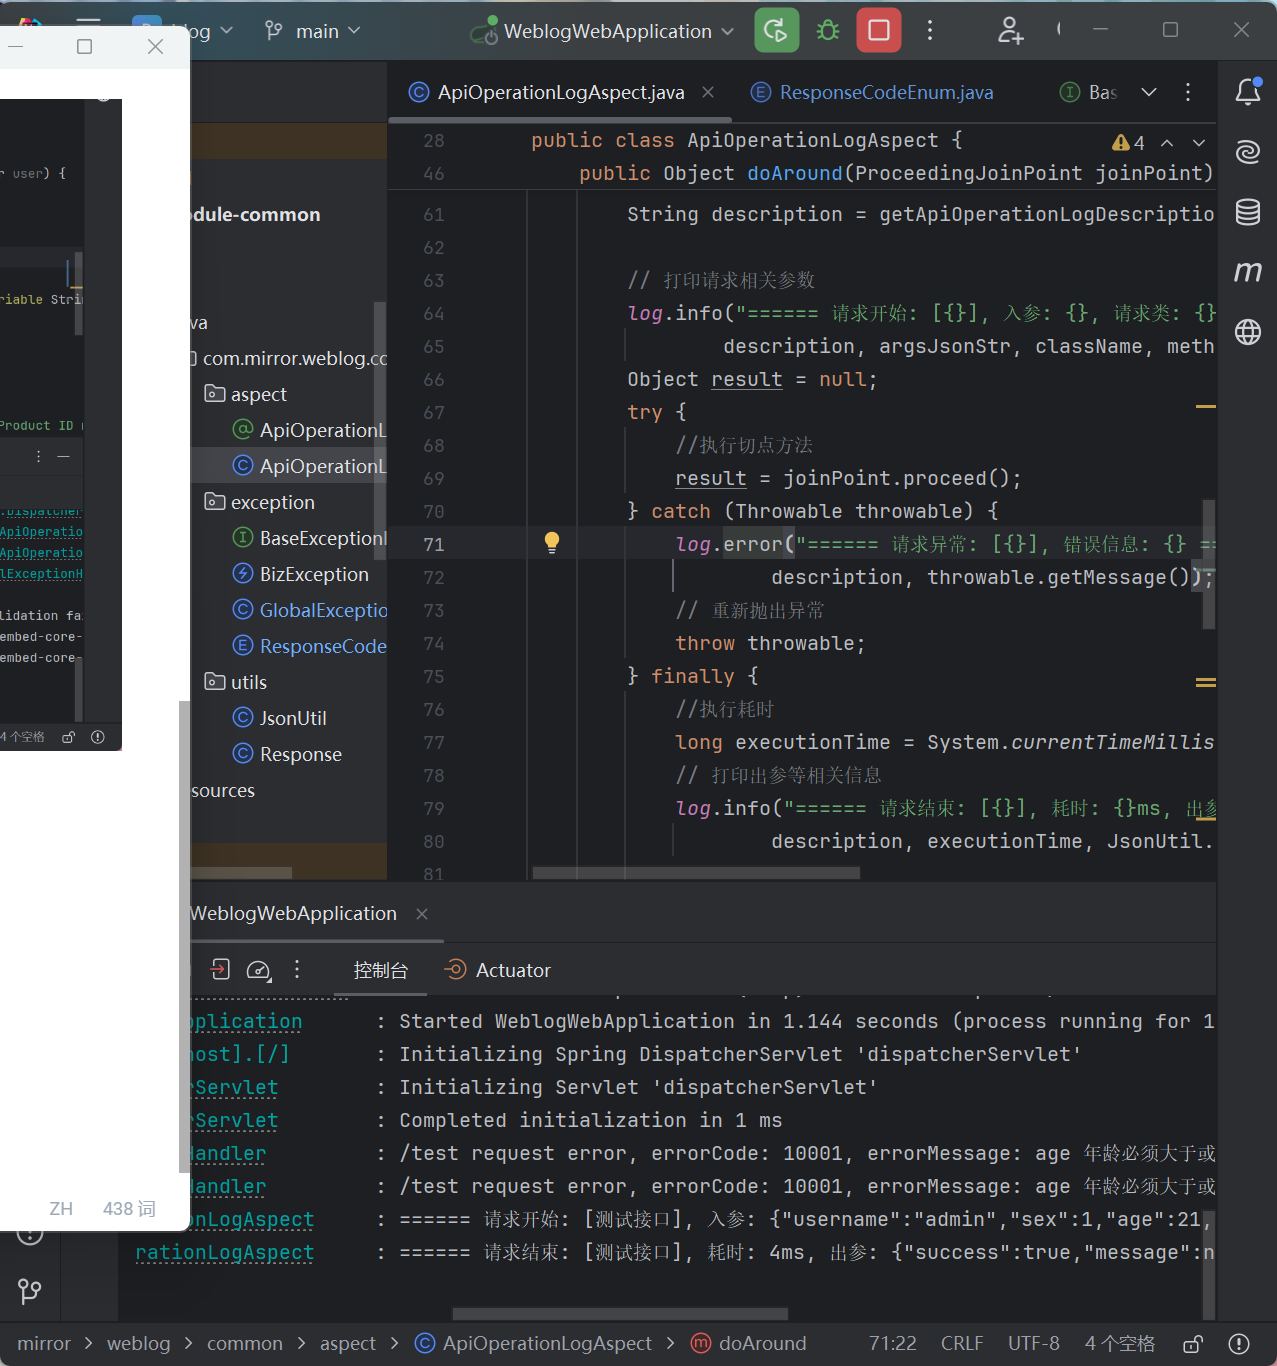 main
WeblogWebApplication
ApiOperationLogAspect.java
ResponseCodeEnum.java
Bas
28 public class ApiOperationLogAspect {
4
46 public Object doAround(ProceedingJoinPoint joinPoint)
61 String description = getApiOperationLogDescriptio
62
63 // 打印请求相关参数
64 log.info("====== 请求开始: [{}], 入参: {}, 请求类: {}
65 description, argsJsonStr, className, meth
66 Object result = null;
67 try {
68 //执行切点方法
69 result = joinPoint.proceed();
70 } catch (Throwable throwable) {
71 log.error("====== 请求异常: [{}], 错误信息: {} ==
72 description, throwable.getMessage());
73 // 重新抛出异常
74 throw throwable;
75 } finally {
76 //执行耗时
77 long executionTime = System.currentTimeMillis
78 // 打印出参等相关信息
79 log.info("====== 请求结束: [{}], 耗时: {}ms, 出参
80 description, executionTime, JsonUtil.
81
dule-common
va
com.mirror.weblog.co
aspect
ApiOperationL
ApiOperationL
exception
BaseExceptionI
BizException
GlobalExceptio
ResponseCode
utils
JsonUtil
Response
sources
r user) {
riable Strin
Product ID
.Dispatcher
ApiOperatio
ApiOperatio
lExceptionH
lidation fa
embed-core-
embed-core-
4 个空格
ZH 438 词
WeblogWebApplication
控制台
Actuator
plication : Started WeblogWebApplication in 1.144 seconds (process running for 1
host].[/] : Initializing Spring DispatcherServlet 'dispatcherServlet'
rServlet : Initializing Servlet 'dispatcherServlet'
rServlet : Completed initialization in 1 ms
Handler : /test request error, errorCode: 10001, errorMessage: age 年龄必须大于或
Handler : /test request error, errorCode: 10001, errorMessage: age 年龄必须大于或
onLogAspect : ====== 请求开始: [测试接口], 入参: {"username":"admin","sex":1,"age":21,
rationLogAspect : ====== 请求结束: [测试接口], 耗时: 4ms, 出参: {"success":true,"message":n
mirror > weblog > common > aspect > ApiOperationLogAspect > doAround
71:22 CRLF UTF-8 4 个空格